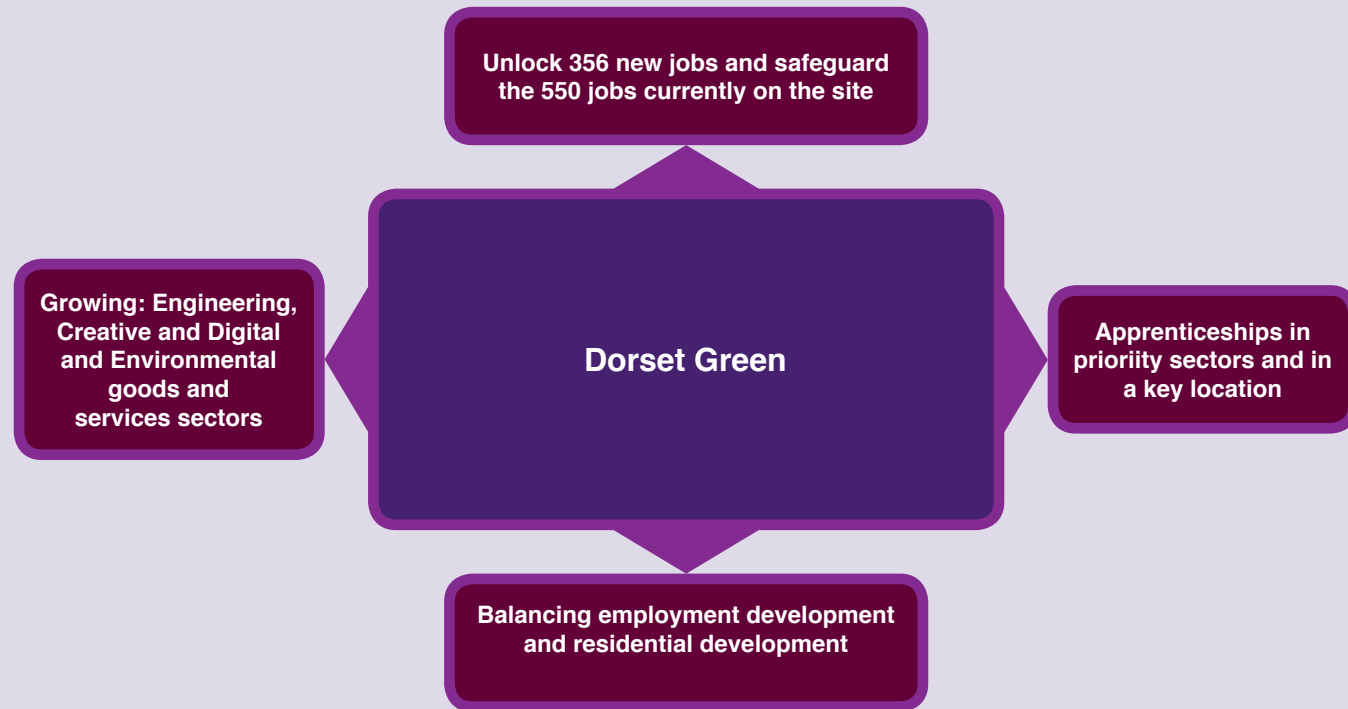 Unlock 356 new jobs and safeguard
the 550 jobs currently on the site
Growing: Engineering,
Creative and Digital
and Environmental
goods and
services sectors
Dorset Green
Apprenticeships in
prioriity sectors and in
a key location
Balancing employment development
and residential development